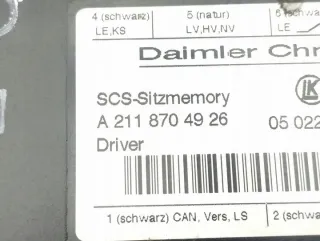 4 (schwarz) 5 (natur)
LE,KS LV,HV,NV LE
Daimler Chr
SCS-Sitzmemory
A 211 870 49 26 05 022
Driver
1 (schwarz) CAN, Vers, LS 2 (schwar